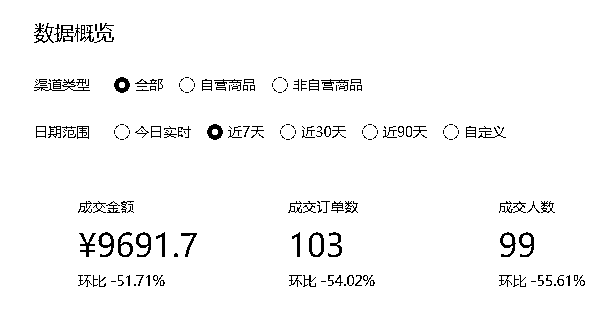 数据概览
渠道类型 全部 自营商品 非自营商品
日期范围 今日实时 近7天 近30天 近90天 自定义
成交金额 成交订单数 成交人数
¥9691.7 103 99
环比 -51.71% 环比 -54.02% 环比 -55.61%